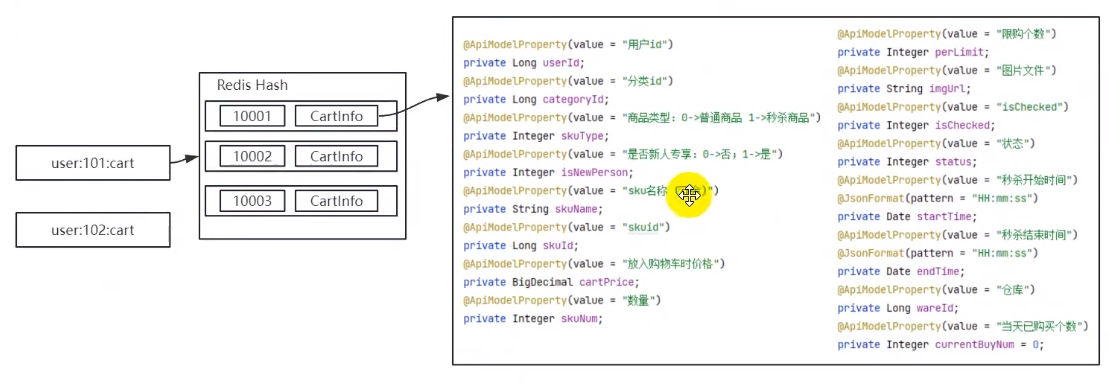 user:101:cart
user:102:cart
Redis Hash
10001 CartInfo
10002 CartInfo
10003 CartInfo
@ApiModelProperty(value = "用户id")
private Long userId;
@ApiModelProperty(value = "分类id")
private Long categoryId;
@ApiModelProperty(value = "商品类型：0->普通商品 1->秒杀商品")
private Integer skuType;
@ApiModelProperty(value = "是否新人专享：0->否；1->是")
private Integer isNewPerson;
@ApiModelProperty(value = "sku名称 )")
private String skuName;
@ApiModelProperty(value = "skuid")
private Long skuId;
@ApiModelProperty(value = "放入购物车时价格")
private BigDecimal cartPrice;
@ApiModelProperty(value = "数量")
private Integer skuNum;
@ApiModelProperty(value = "限购个数")
private Integer perLimit;
@ApiModelProperty(value = "图片文件")
private String imgUrl;
@ApiModelProperty(value = "isChecked")
private Integer isChecked;
@ApiModelProperty(value = "状态")
private Integer status;
@ApiModelProperty(value = "秒杀开始时间")
@JsonFormat(pattern = "HH:mm:ss")
private Date startTime;
@ApiModelProperty(value = "秒杀结束时间")
@JsonFormat(pattern = "HH:mm:ss")
private Date endTime;
@ApiModelProperty(value = "仓库")
private Long wareId;
@ApiModelProperty(value = "当天已购买个数")
private Integer currentBuyNum = 0;